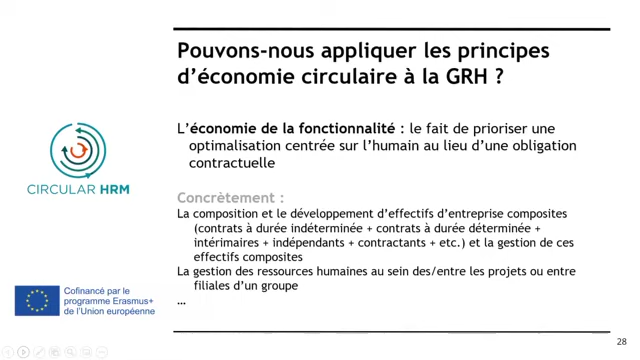 Pouvons-nous appliquer les principes
d’économie circulaire à la GRH ?
L’économie de la fonctionnalité : le fait de prioriser une
optimalisation centrée sur l’humain au lieu d’une obligation
contractuelle
CIRCULAR HRM
Concrètement :
La composition et le développement d’effectifs d’entreprise composites
(contrats à durée indéterminée + contrats à durée déterminée +
intérimaires + indépendants + contractants + etc.) et la gestion de ces
effectifs composites
La gestion des ressources humaines au sein des/entre les projets ou entre
filiales d’un groupe
…
Cofinancé par le
programme Erasmus+
de l’Union européenne
28